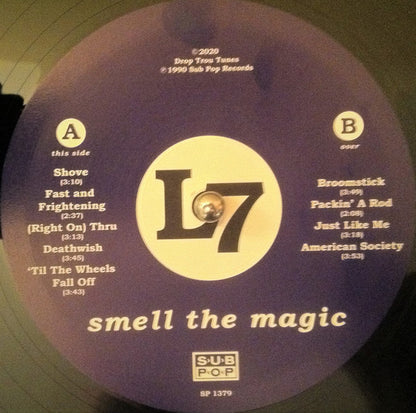 ©2020
Drop Trou Tunes
℗1990 Sub Pop Records
A
this side
Shove
(3:10)
Fast and
Frightening
(2:37)
(Right On) Thru
(3:13)
Deathwish
(3:45)
'Til The Wheels
Fall Off
(3:43)
L7
B
over
Broomstick
(3:49)
Packin' A Rod
(2:08)
Just Like Me
(3:18)
American Society
(3:53)
smell the magic
SUB
POP
SP 1379